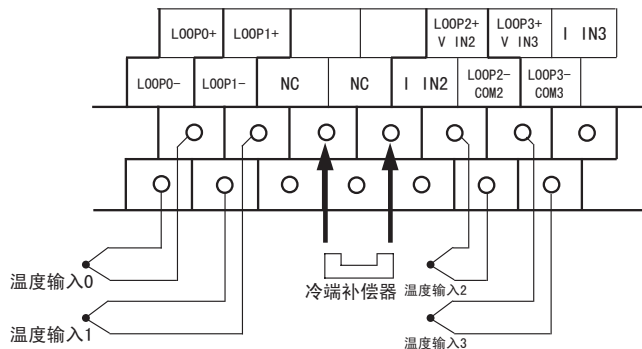 LOOP0+ LOOP1+ LOOP2+ LOOP3+ I IN3
V IN2 V IN3
LOOP0- LOOP1- NC NC I IN2 LOOP2- LOOP3-
COM2 COM3
温度输入0 冷端补偿器 温度输入2
温度输入1 温度输入3